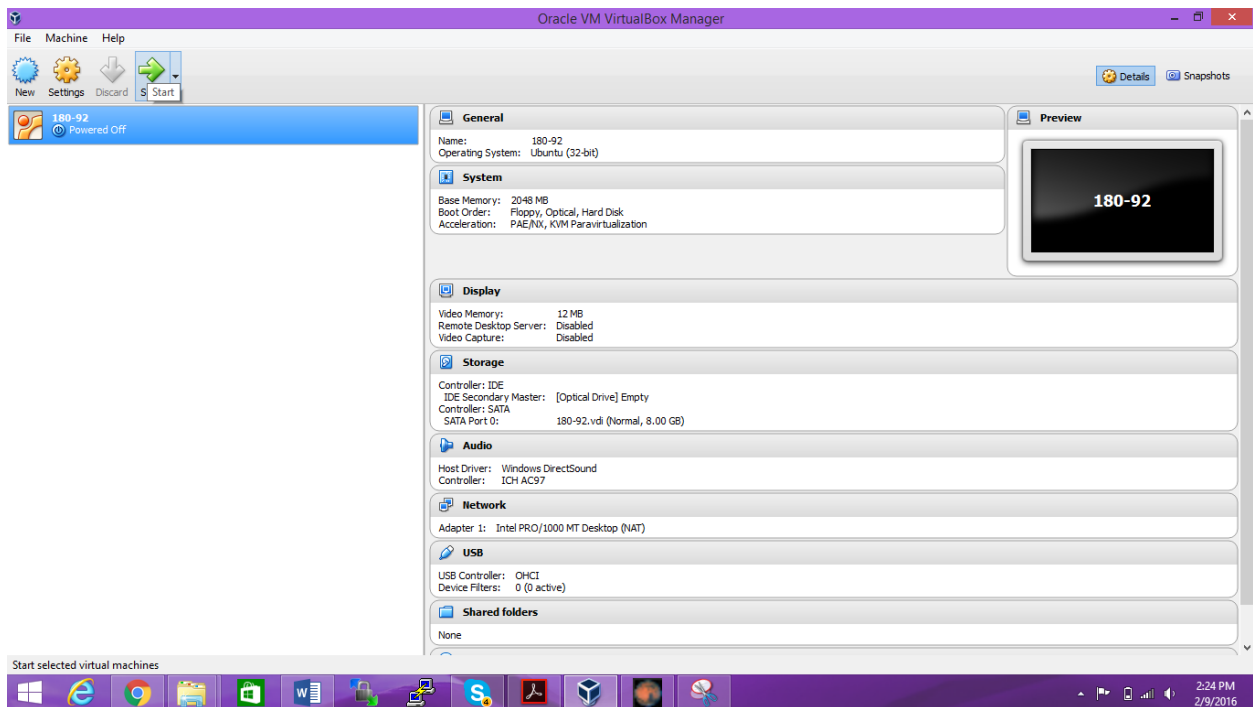 Oracle VM VirtualBox Manager
File Machine Help
New Settings Discard S Start
Details Snapshots
180-92
Powered Off
General
Name: 180-92
Operating System: Ubuntu (32-bit)
System
Base Memory: 2048 MB
Boot Order: Floppy, Optical, Hard Disk
Acceleration: PAE/NX, KVM Paravirtualization
Preview
180-92
Display
Video Memory: 12 MB
Remote Desktop Server: Disabled
Video Capture: Disabled
Storage
Controller: IDE
IDE Secondary Master: [Optical Drive] Empty
Controller: SATA
SATA Port 0: 180-92.vdi (Normal, 8.00 GB)
Audio
Host Driver: Windows DirectSound
Controller: ICH AC97
Network
Adapter 1: Intel PRO/1000 MT Desktop (NAT)
USB
USB Controller: OHCI
Device Filters: 0 (0 active)
Shared folders
None
Start selected virtual machines
2:24 PM
2/9/2016